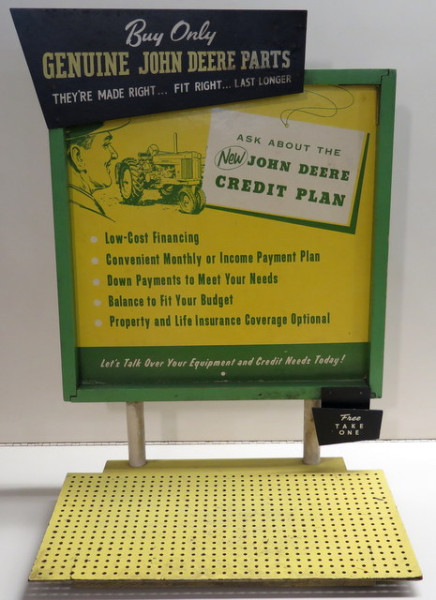 Buy Only
GENUINE JOHN DEERE PARTS
THEY'RE MADE RIGHT... FIT RIGHT... LAST LONGER
ASK ABOUT THE
New JOHN DEERE
CREDIT PLAN
Low-Cost Financing
Convenient Monthly or Income Payment Plan
Down Payments to Meet Your Needs
Balance to Fit Your Budget
Property and Life Insurance Coverage Optional
Let's Talk Over Your Equipment and Credit Needs Today!
Free
TAKE
ONE